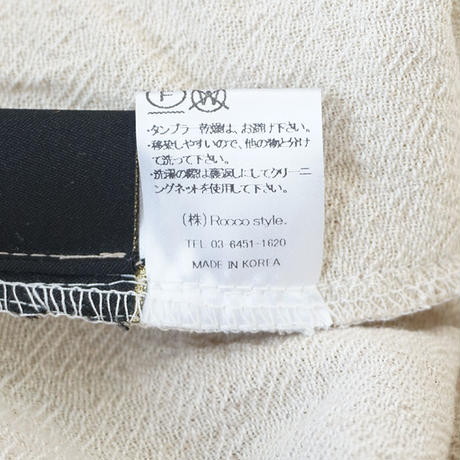 F W
・タンブラー乾燥は、お避け下さい。
・移染しやすいので、他の物と分け
て洗って下さい。
・洗濯の際は裏返しにしてクリーニ
ングネットを使用して下さい。
(株) Rocco style.
TEL 03-6451-1620
MADE IN KOREA